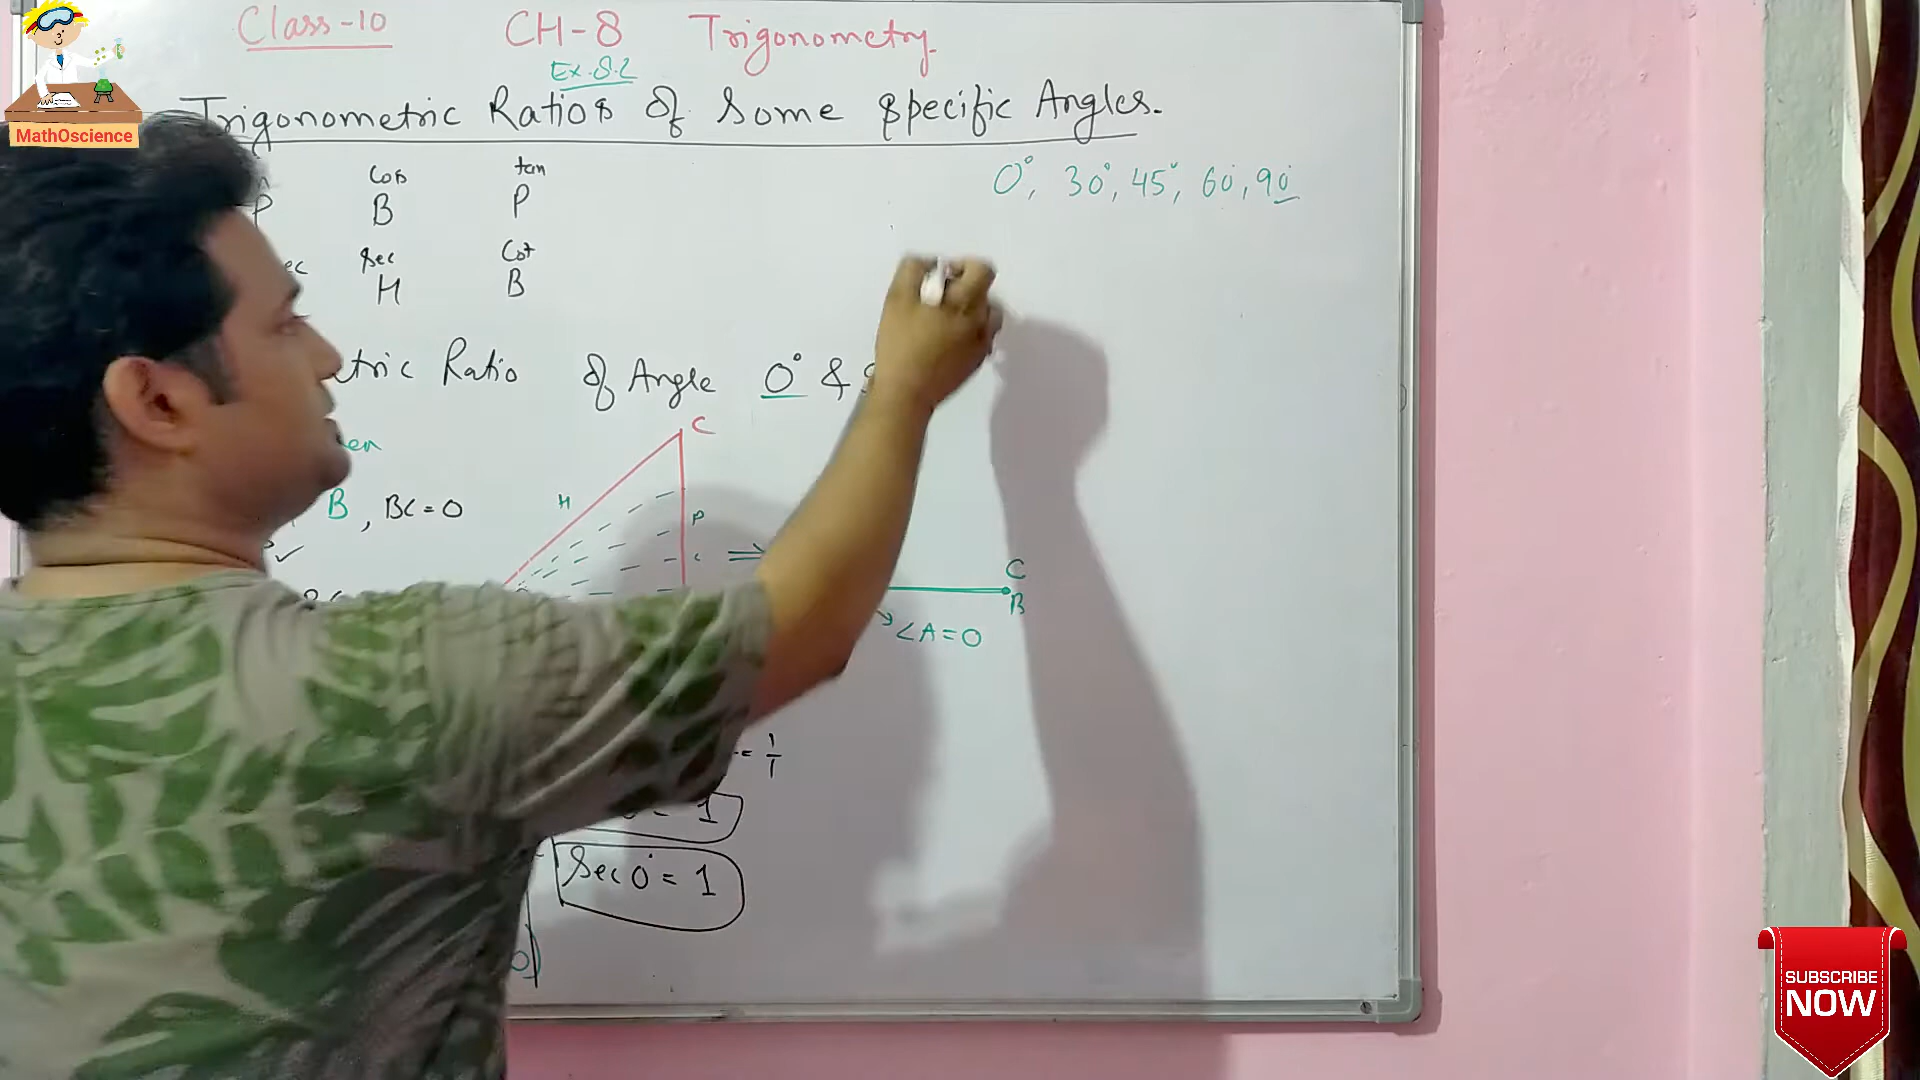 Class-10 CH-8 Trigonometry
Ex.8.2
Trigonometric Ratios of Some Specific Angles.
MathOscience
0°, 30°, 45°, 60°, 90°
Cos tan
P B P
ec Sec Cot
H B
tric Ratio of Angle 0° &
C
H
B, BC = 0
P
C
B
∠A = 0
= 1/1
= 1
Sec 0° = 1
SUBSCRIBE
NOW